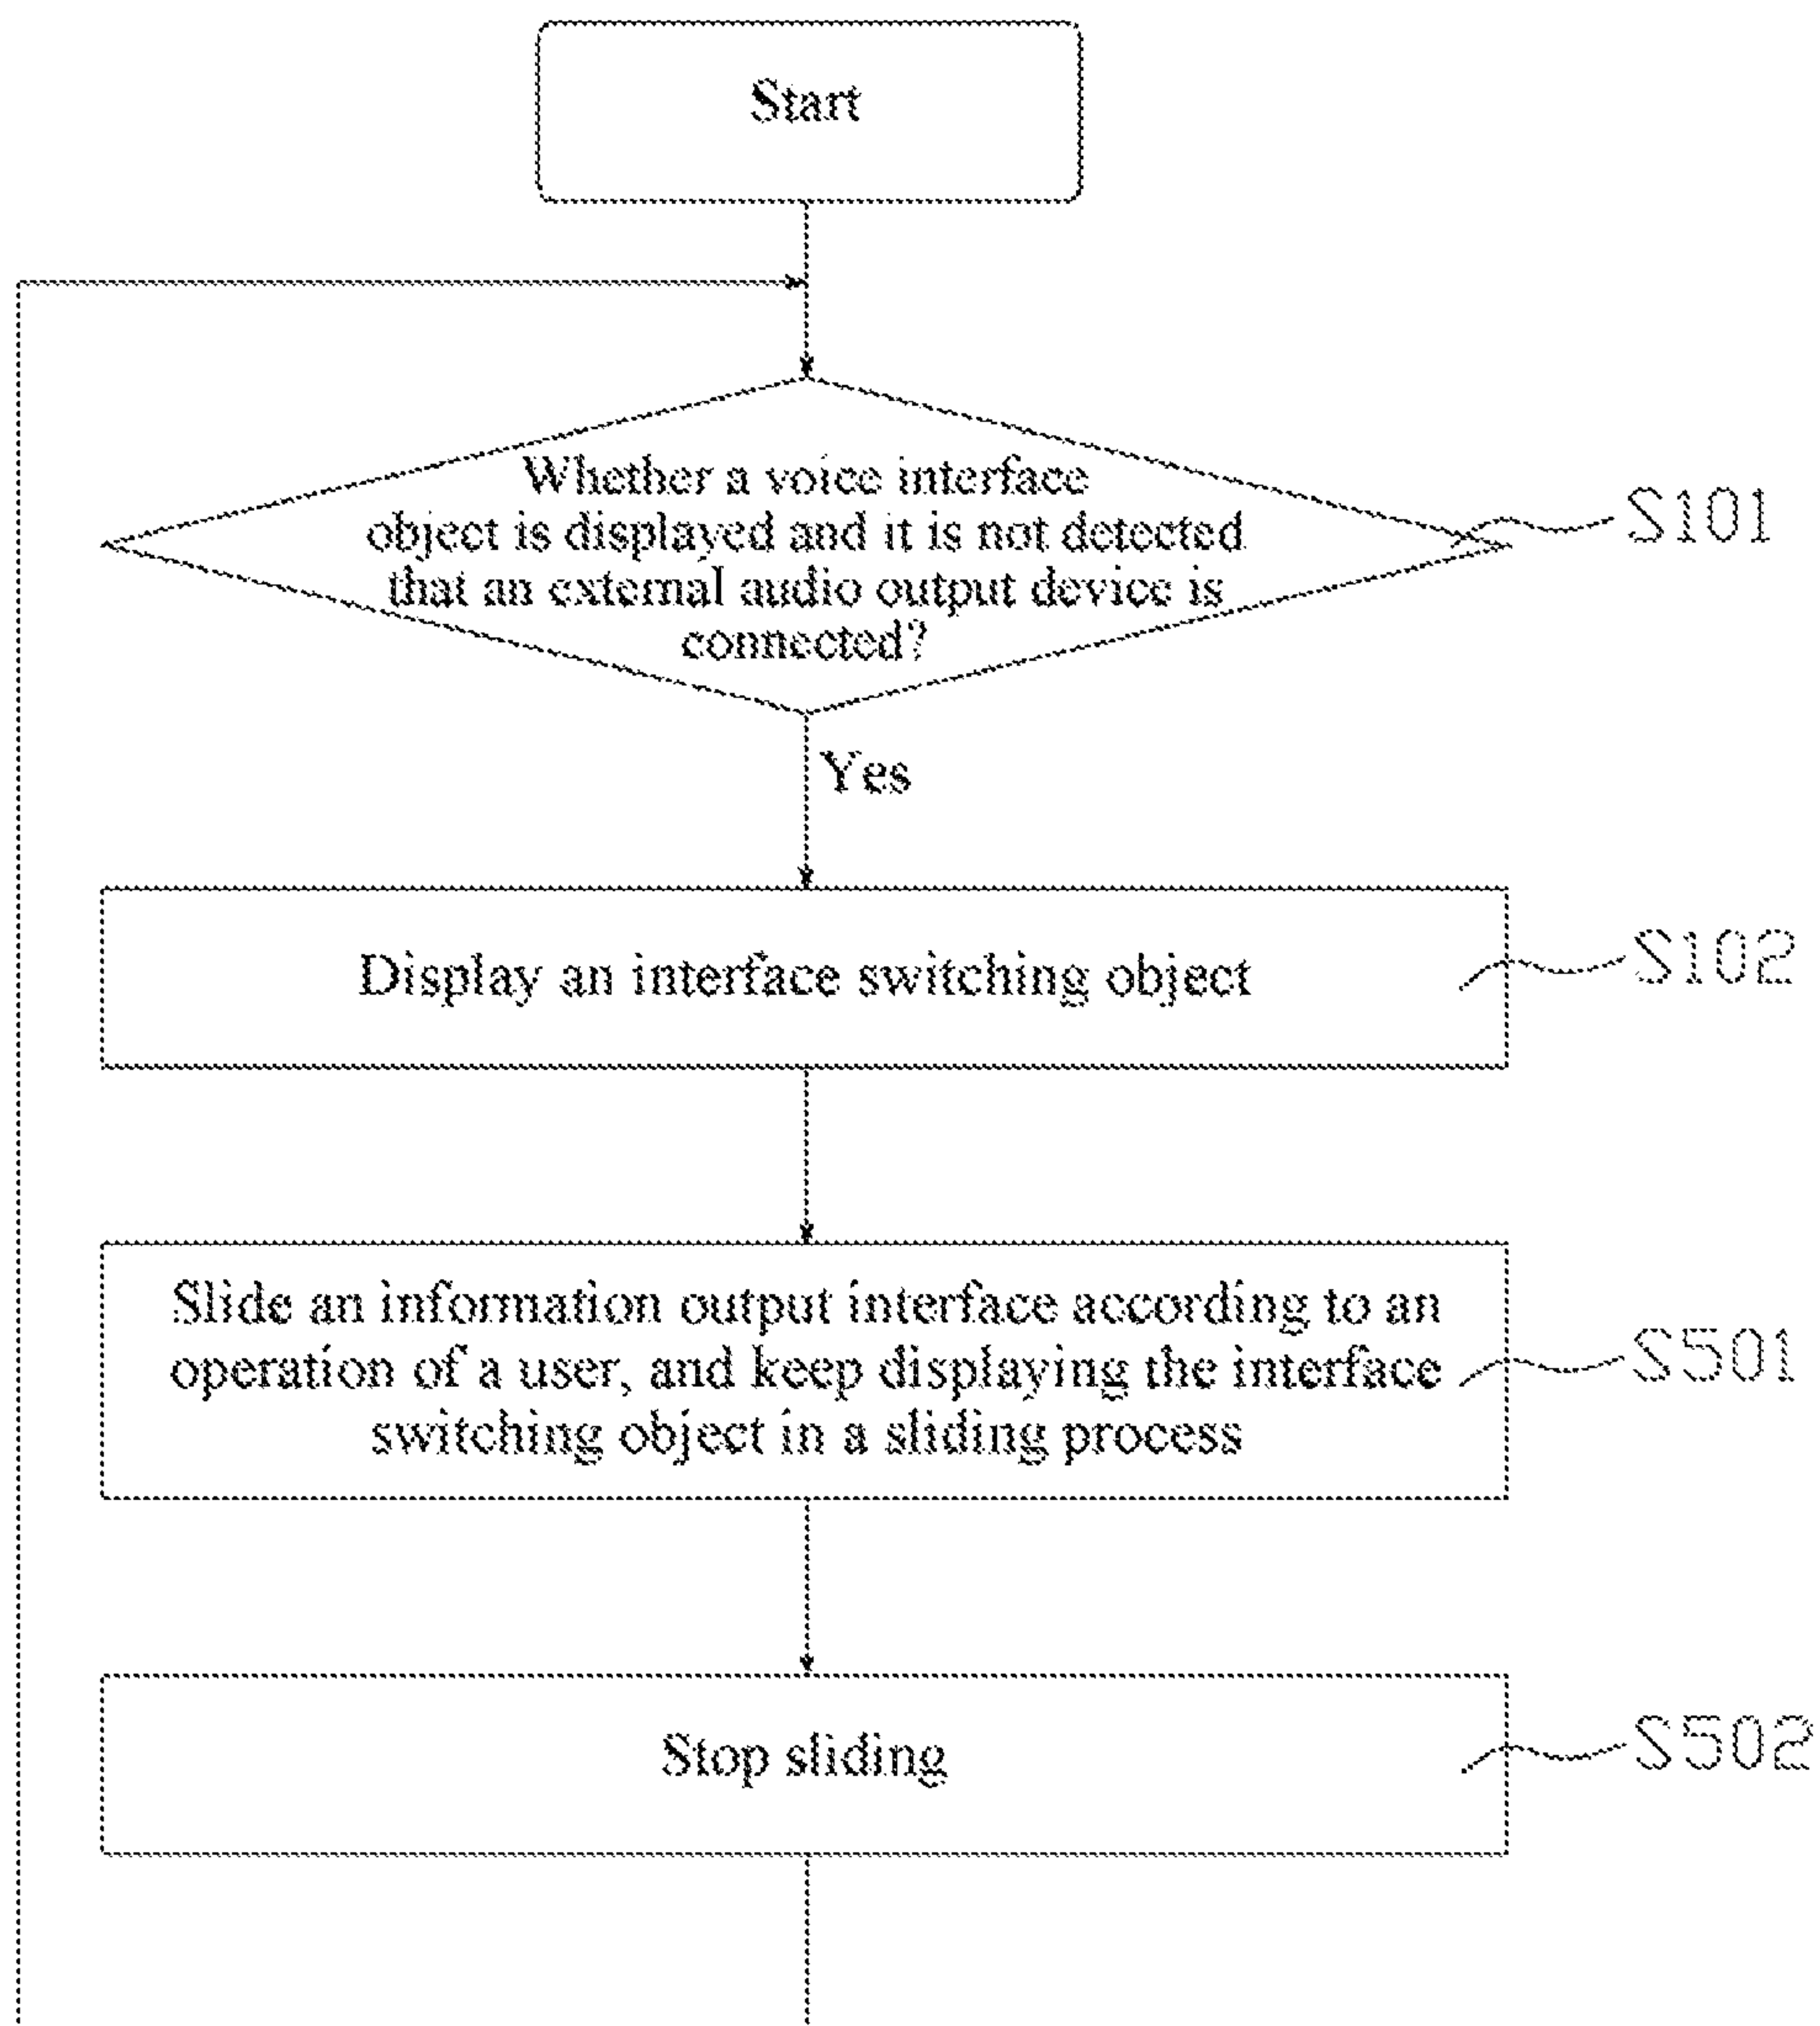 Start
Whether a voice interface
object is displayed and it is not detected
that an external audio output device is
connected?
S101
Yes
Display an interface switching object
S102
Slide an information output interface according to an
operation of a user, and keep displaying the interface
switching object in a sliding process
S501
Stop sliding
S502